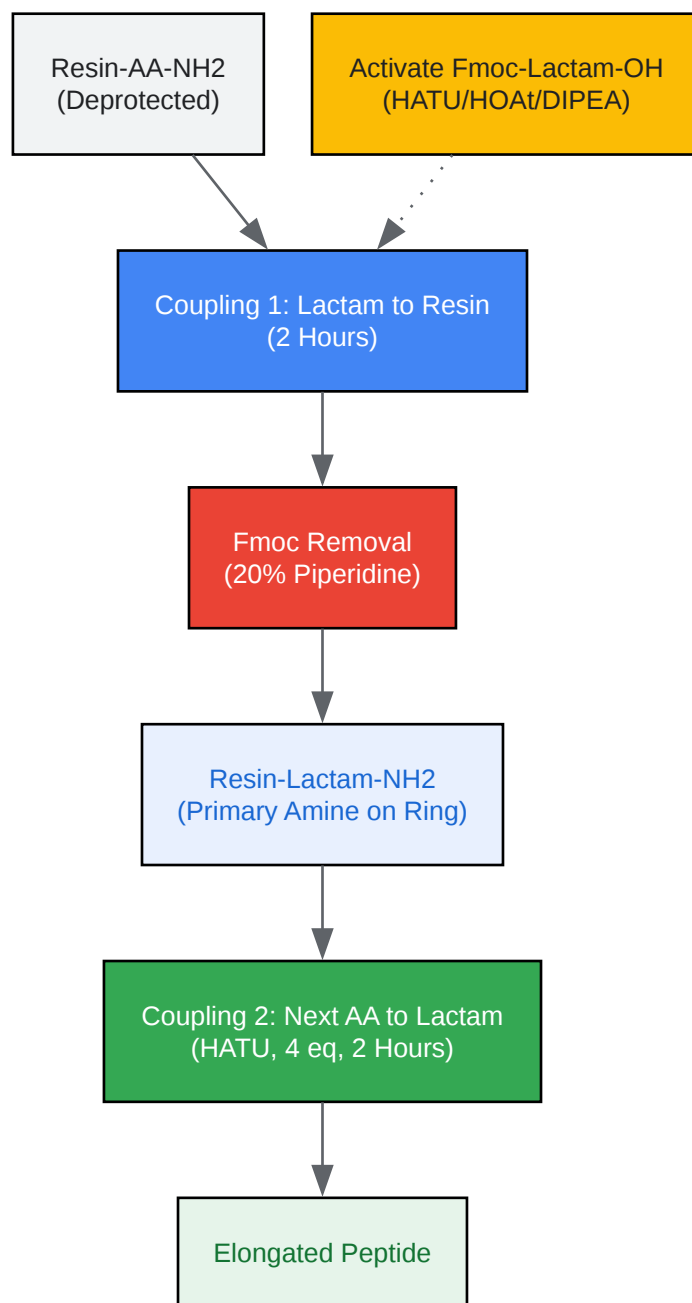 Resin-AA-NH2
(Deprotected)
Activate Fmoc-Lactam-OH
(HATU/HOAt/DIPEA)
Coupling 1: Lactam to Resin
(2 Hours)
Fmoc Removal
(20% Piperidine)
Resin-Lactam-NH2
(Primary Amine on Ring)
Coupling 2: Next AA to Lactam
(HATU, 4 eq, 2 Hours)
Elongated Peptide